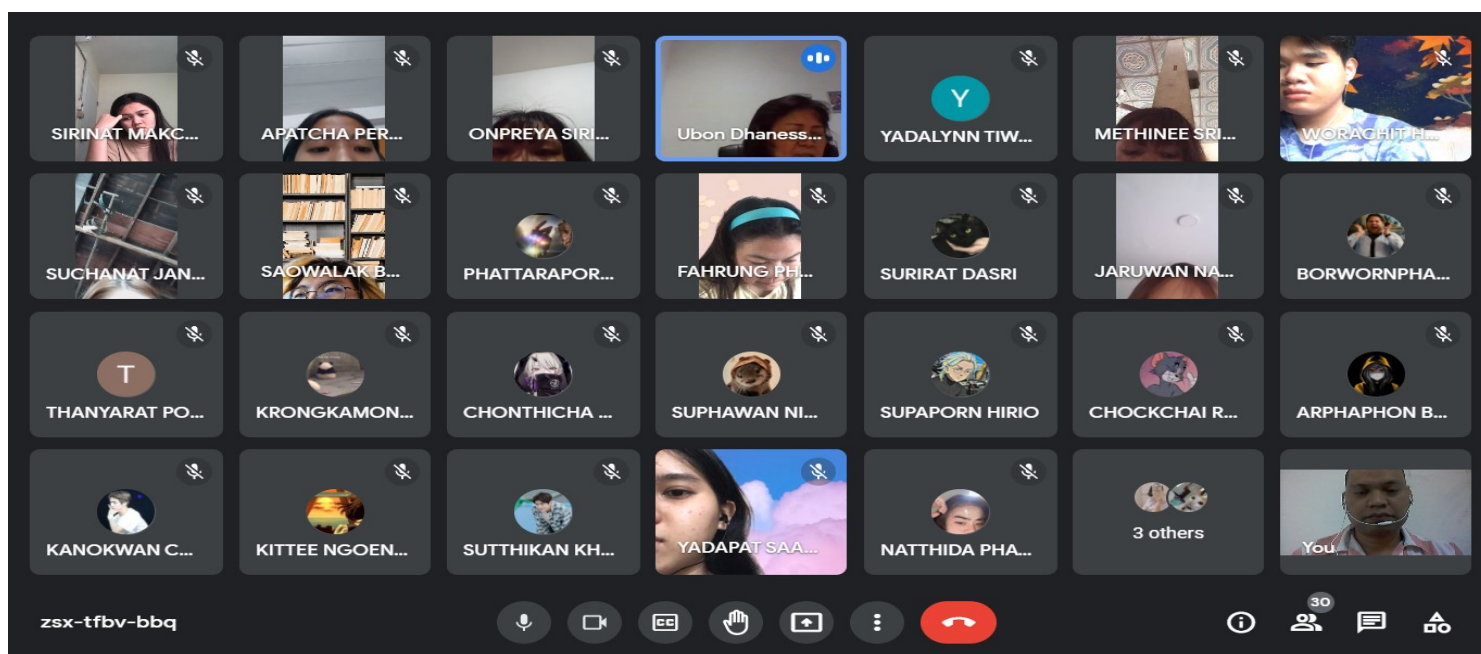 SIRINAT MAKC...
APATCHA PER...
ONPREYA SIRI...
Ubon Dhaness...
Y
YADALYNN TIW...
METHINEE SRI...
WORACHIT H...
SUCHANAT JAN...
SAOWALAK B...
PHATTARAPOR...
FAHRUNG PH...
SURIRAT DASRI
JARUWAN NA...
BORWORNPHA...
T
THANYARAT PO...
KRONGKAMON...
CHONTHICHA ...
SUPHAWAN NI...
SUPAPORN HIRIO
CHOCKCHAI R...
ARPHAPHON B...
KANOKWAN C...
KITTEE NGOEN...
SUTTHIKAN KH...
YADAPAT SAA...
NATTHIDA PHA...
3 others
You
zsx-tfbv-bbq
CC
30